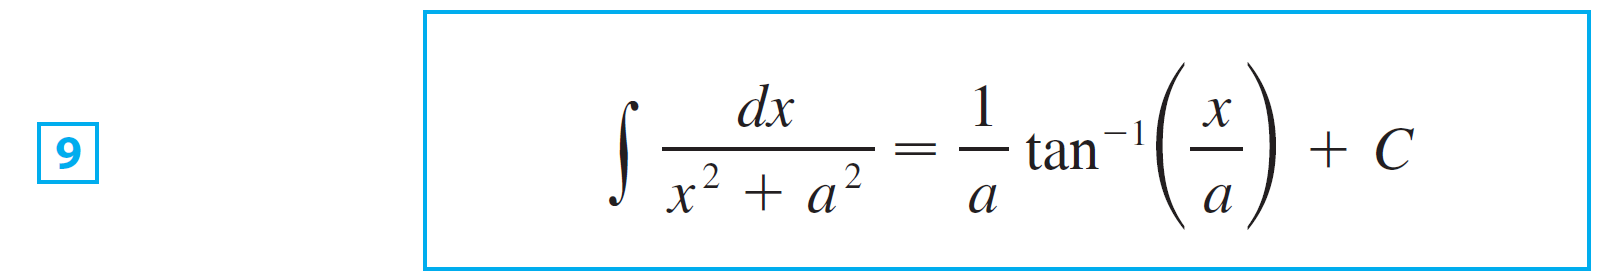 9
∫ dx/(x² + a²) = 1/a tan⁻¹(x/a) + C